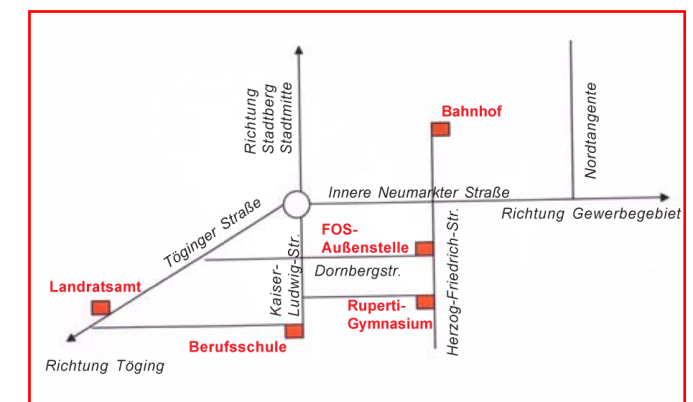 Richtung
Stadtberg
Stadtmitte
Bahnhof
Nordtangente
Innere Neumarkter Straße
Richtung Gewerbegebiet
Töginger Straße
FOS-
Außenstelle
Kaiser-
Ludwig-Str.
Dornbergstr.
Herzog-Friedrich-Str.
Landratsamt
Ruperti-
Gymnasium
Berufsschule
Richtung Töging